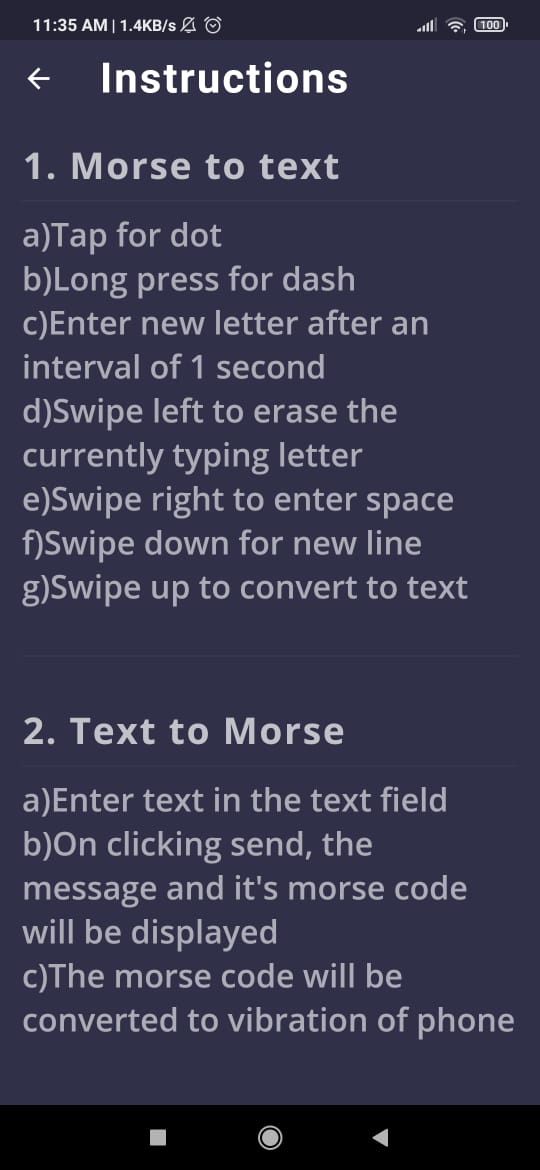 11:35 AM | 1.4KB/s
100
Instructions
1. Morse to text
a)Tap for dot
b)Long press for dash
c)Enter new letter after an
interval of 1 second
d)Swipe left to erase the
currently typing letter
e)Swipe right to enter space
f)Swipe down for new line
g)Swipe up to convert to text
2. Text to Morse
a)Enter text in the text field
b)On clicking send, the
message and it's morse code
will be displayed
c)The morse code will be
converted to vibration of phone